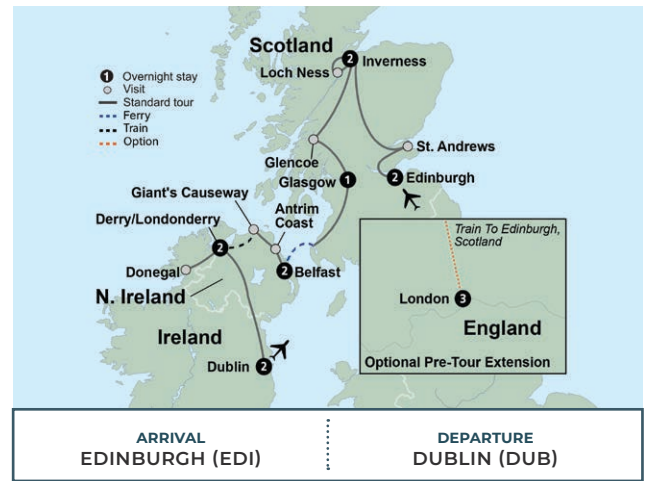 Scotland
2 Inverness
Loch Ness
1 Overnight stay
Visit
Standard tour
Ferry
Train
Option
St. Andrews
Glencoe
2 Edinburgh
Glasgow 1
Giant's Causeway
Antrim
Coast
Derry/Londonderry
2
Donegal
2 Belfast
N. Ireland
Ireland
Dublin 2
Train To Edinburgh,
Scotland
London 3
England
Optional Pre-Tour Extension
ARRIVAL
EDINBURGH (EDI)
DEPARTURE
DUBLIN (DUB)